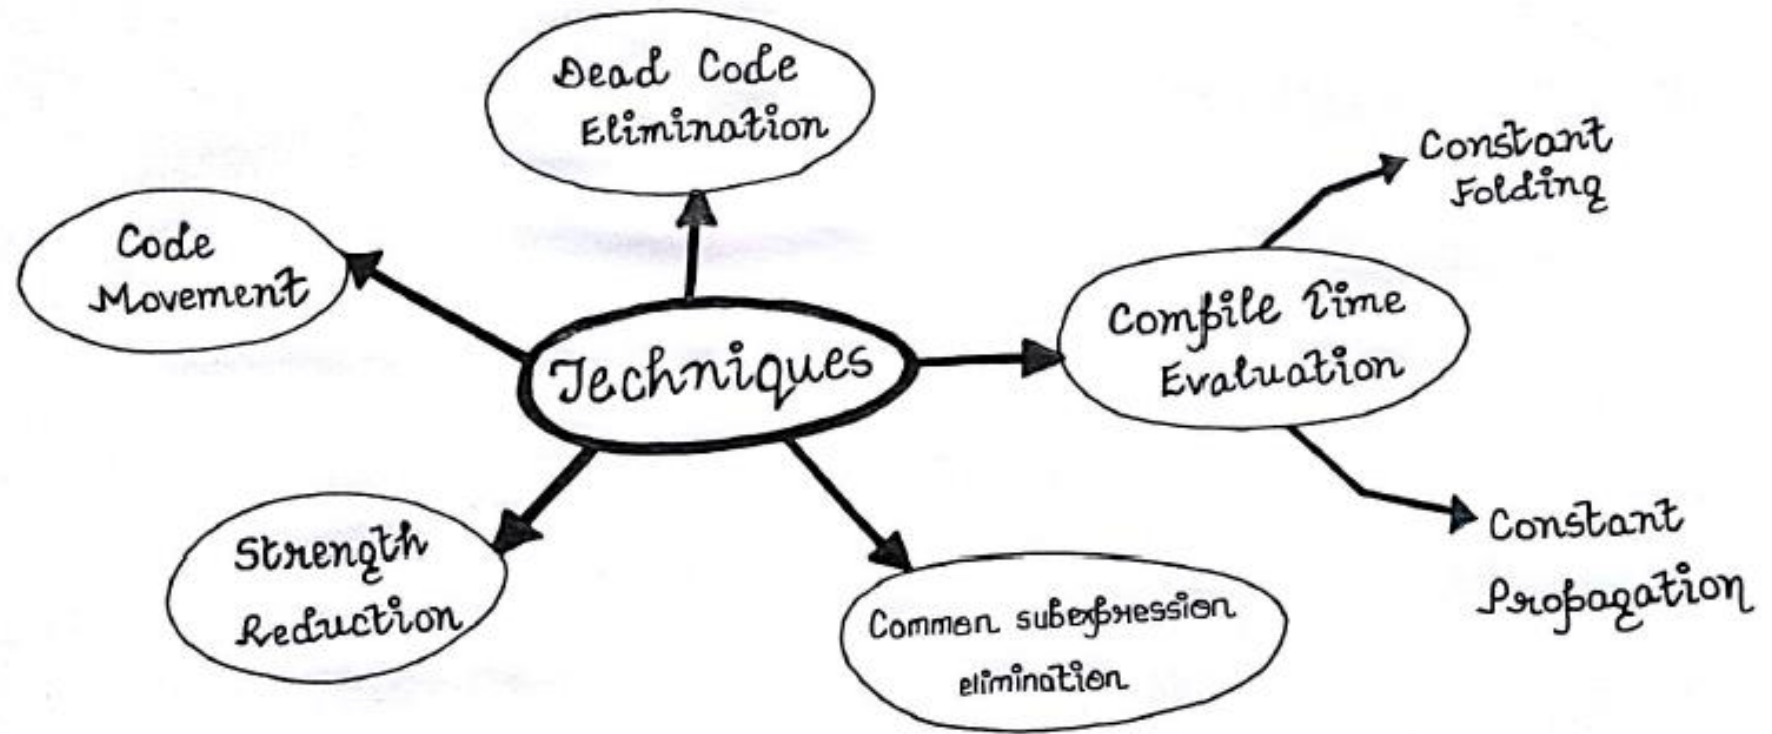 Dead Code
Elimination
Constant
Folding
Code
Movement
Compile Time
Evaluation
Techniques
Strength
Reduction
Constant
Propagation
Common subexpression
elimination